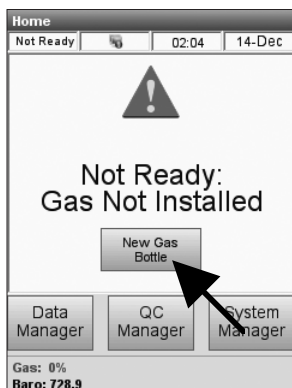 Home
Not Ready 02:04 14-Dec
Not Ready:
Gas Not Installed
New Gas
Bottle
Data QC System
Manager Manager Manager
Gas: 0%
Baro: 728.9